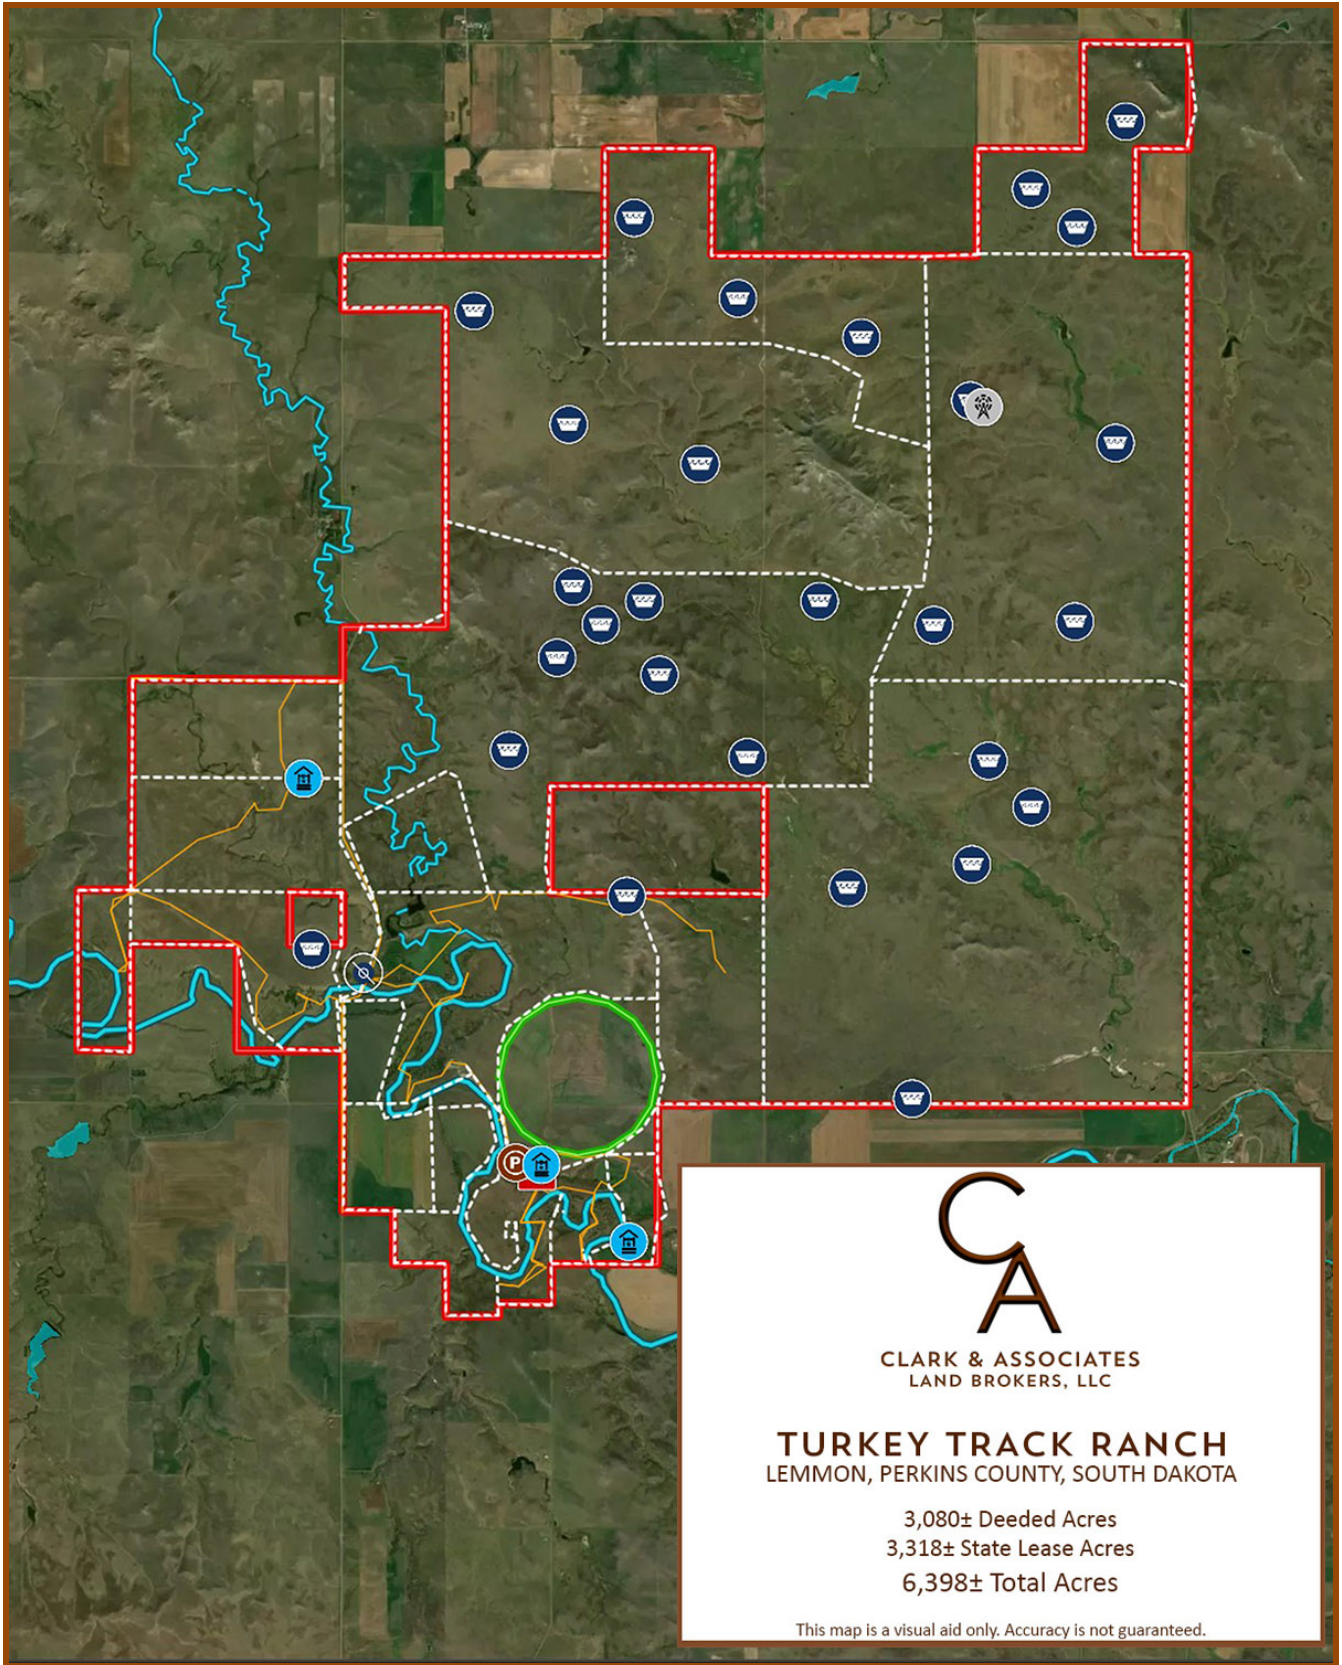 P
CA
CLARK & ASSOCIATES
LAND BROKERS, LLC
TURKEY TRACK RANCH
LEMMON, PERKINS COUNTY, SOUTH DAKOTA
3,080± Deeded Acres
3,318± State Lease Acres
6,398± Total Acres
This map is a visual aid only. Accuracy is not guaranteed.